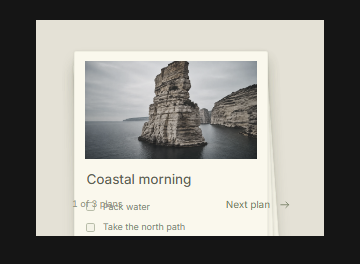 Coastal morning
1 of 3 plans
Pack water
Next plan →
Take the north path